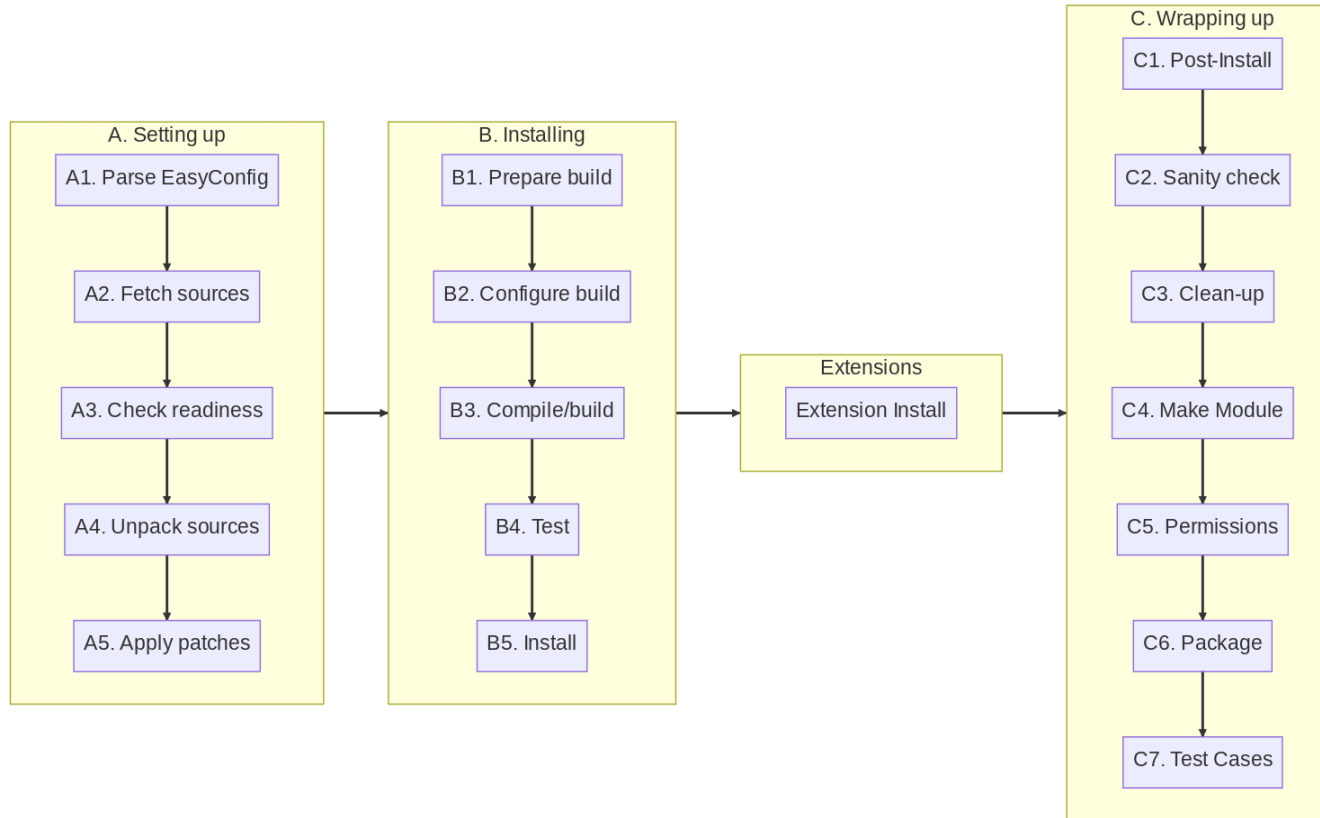 A. Setting up
A1. Parse EasyConfig
A2. Fetch sources
A3. Check readiness
A4. Unpack sources
A5. Apply patches
B. Installing
B1. Prepare build
B2. Configure build
B3. Compile/build
B4. Test
B5. Install
Extensions
Extension Install
C. Wrapping up
C1. Post-Install
C2. Sanity check
C3. Clean-up
C4. Make Module
C5. Permissions
C6. Package
C7. Test Cases